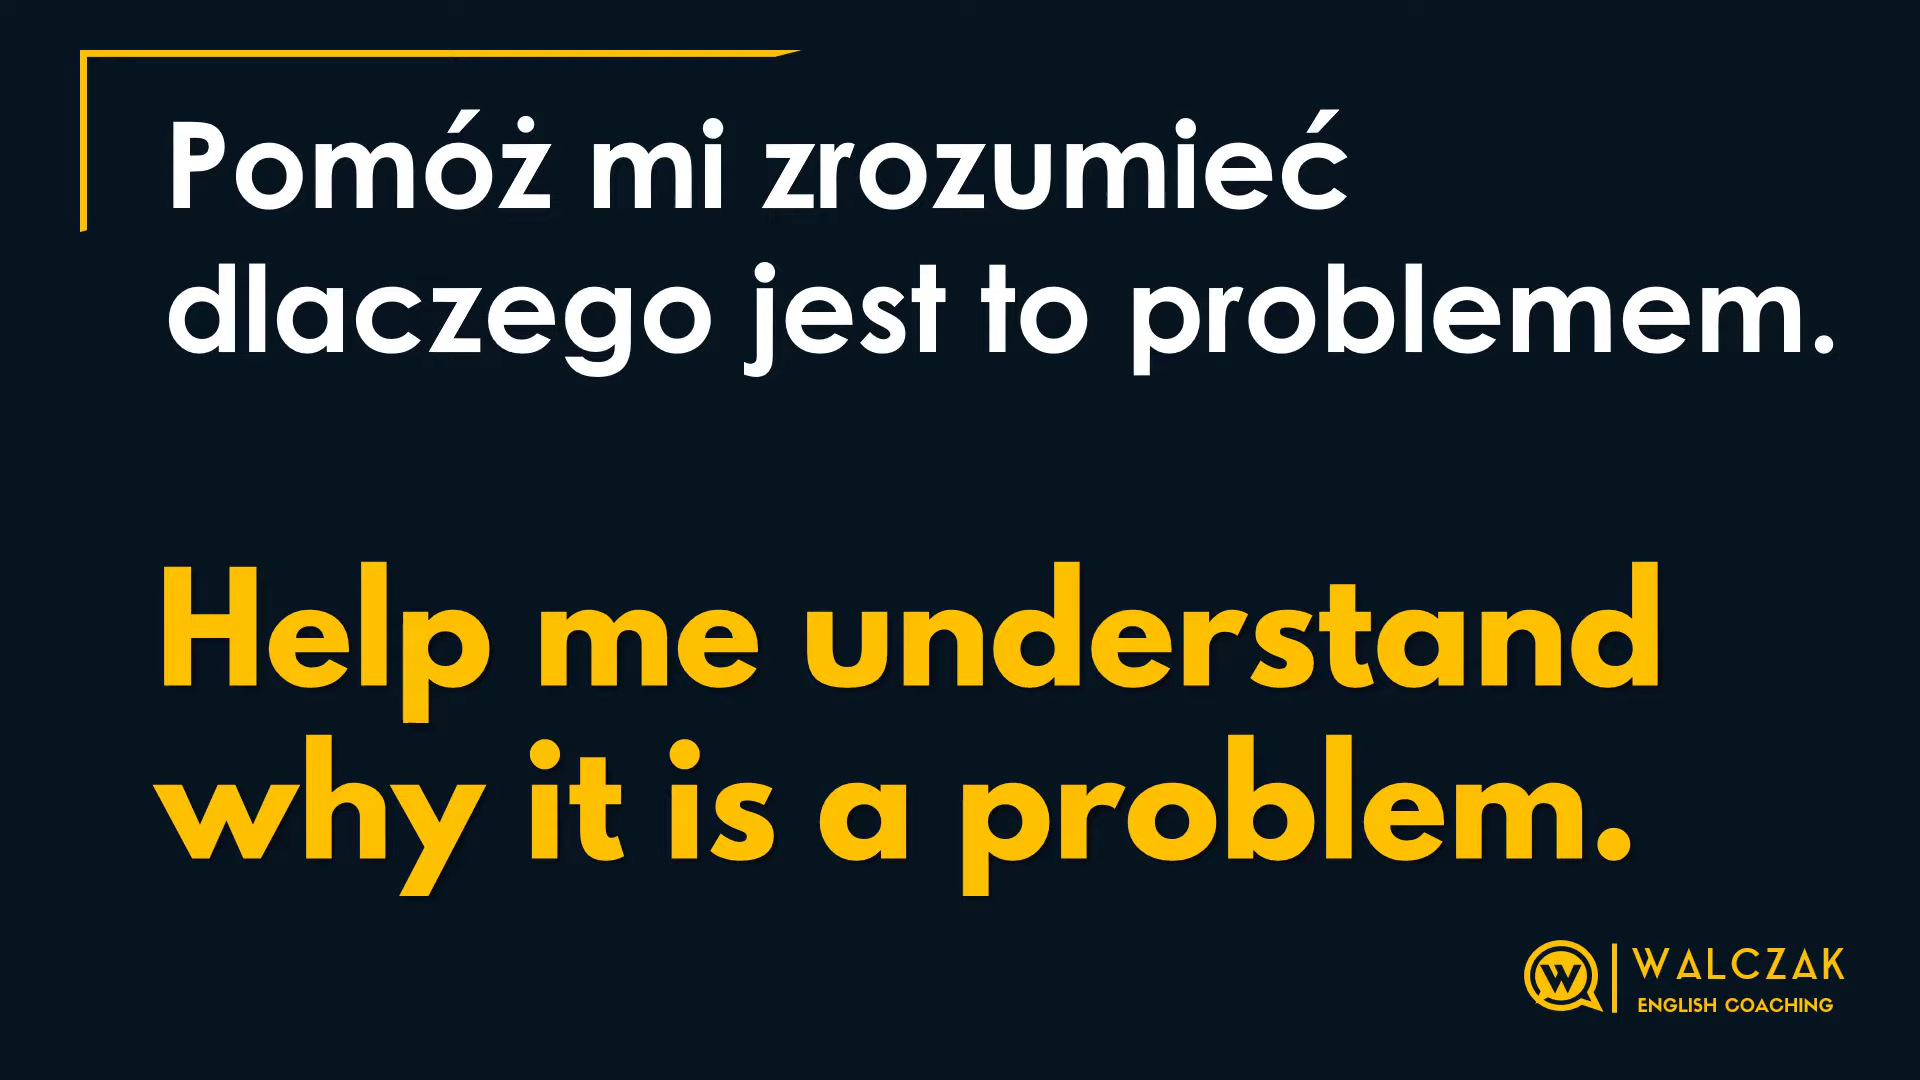 Pomóż mi zrozumieć
dlaczego jest to problemem.
Help me understand
why it is a problem.
WALCZAK
ENGLISH COACHING